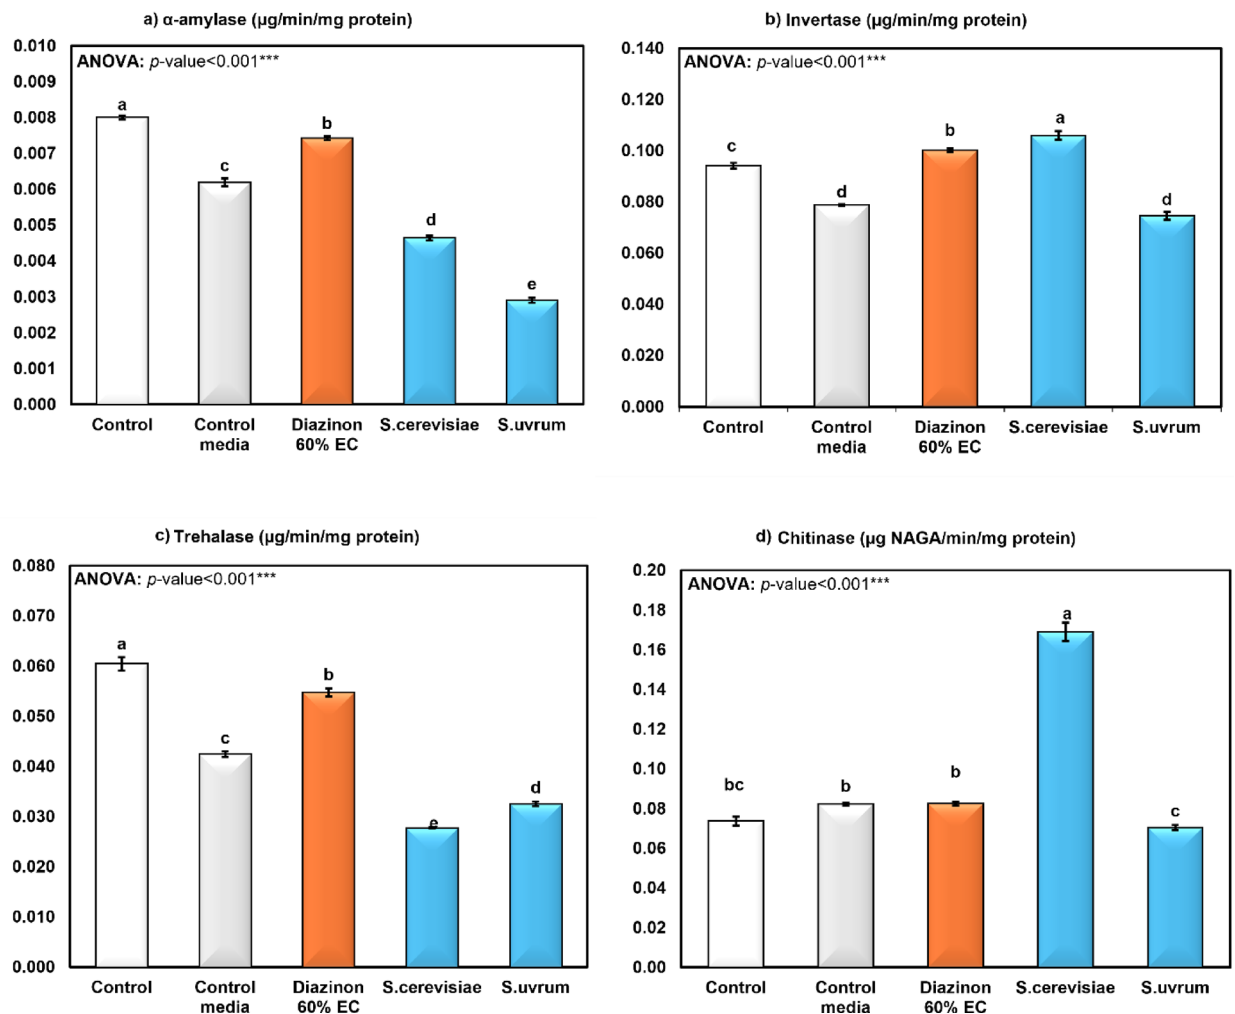 a) α-amylase (µg/min/mg protein)
ANOVA: p-value<0.001***
0.010
0.009
0.008
0.007
0.006
0.005
0.004
0.003
0.002
0.001
0.000
a
c
b
d
e
Control
Control media
Diazinon 60% EC
S.cerevisiae
S.uvrum
b) Invertase (µg/min/mg protein)
ANOVA: p-value<0.001***
0.140
0.120
0.100
0.080
0.060
0.040
0.020
0.000
c
d
b
a
d
Control
Control media
Diazinon 60% EC
S.cerevisiae
S.uvrum
c) Trehalase (µg/min/mg protein)
ANOVA: p-value<0.001***
0.080
0.070
0.060
0.050
0.040
0.030
0.020
0.010
0.000
a
c
b
e
d
Control
Control media
Diazinon 60% EC
S.cerevisiae
S.uvrum
d) Chitinase (µg NAGA/min/mg protein)
ANOVA: p-value<0.001***
0.20
0.18
0.16
0.14
0.12
0.10
0.08
0.06
0.04
0.02
0.00
bc
b
b
a
c
Control
Control media
Diazinon 60% EC
S.cerevisiae
S.uvrum